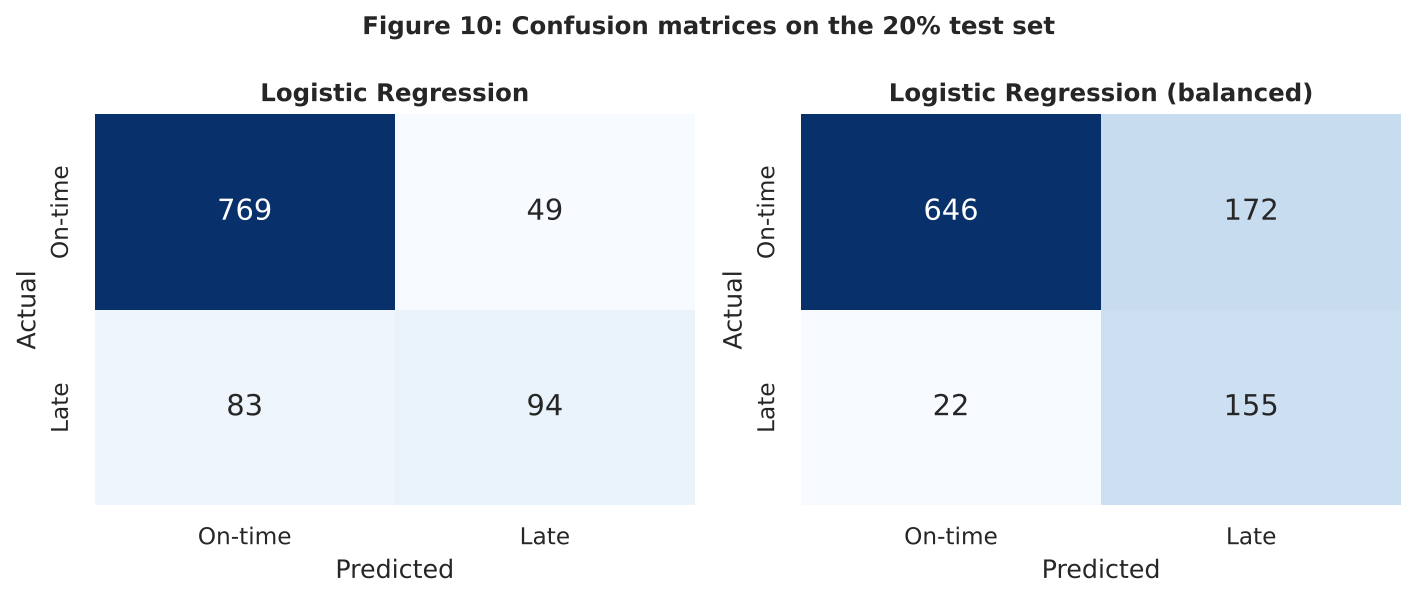 Figure 10: Confusion matrices on the 20% test set
Logistic Regression
Actual
On-time
769
49
Late
83
94
On-time
Late
Predicted
Logistic Regression (balanced)
Actual
On-time
646
172
Late
22
155
On-time
Late
Predicted